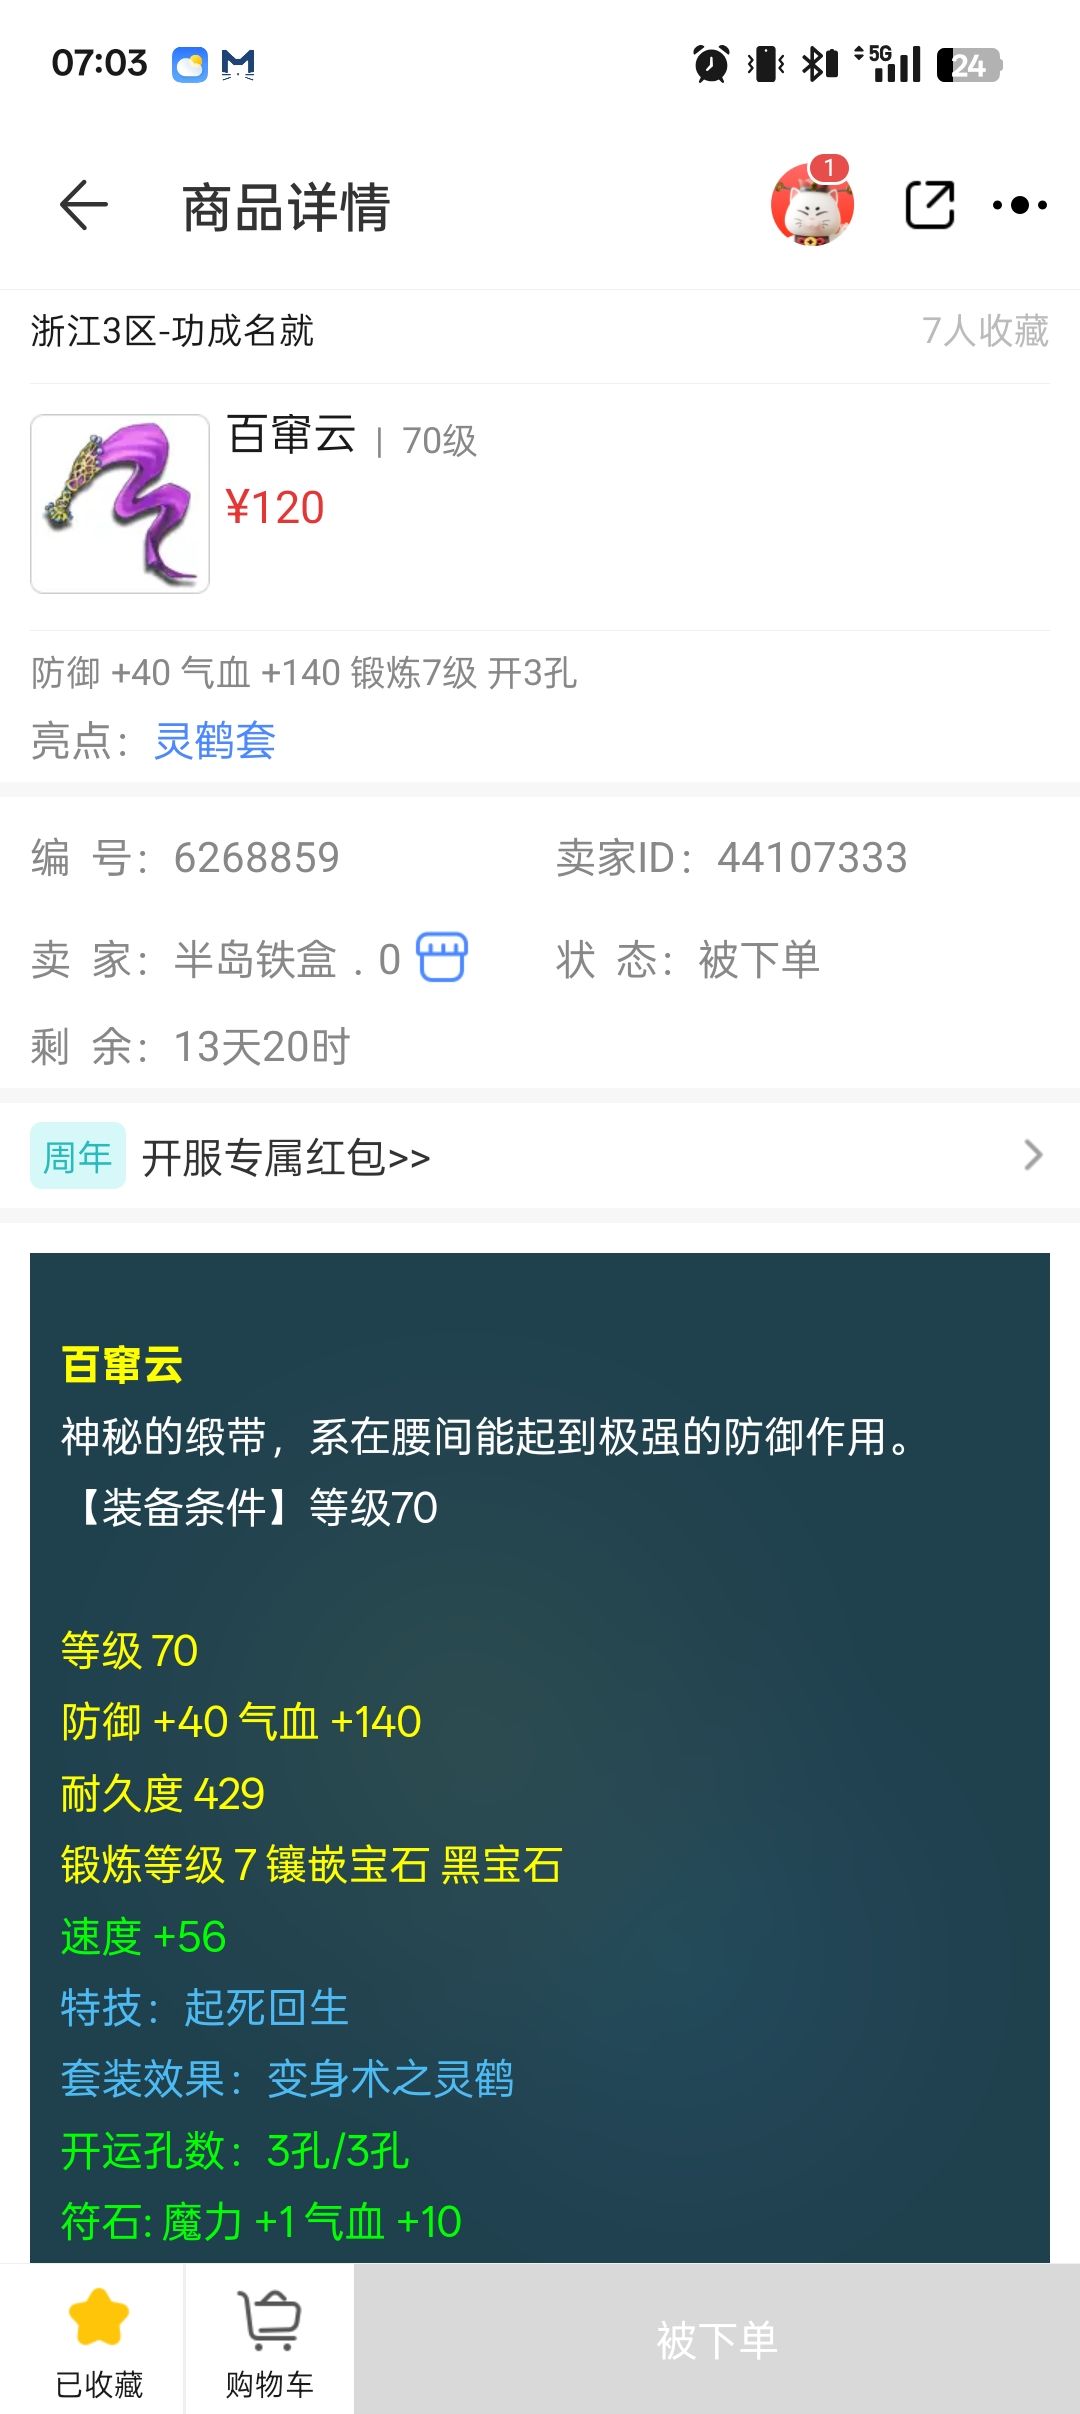 07:03
5G
24
商品详情
1
浙江3区-功成名就 7人收藏
百窜云 | 70级
¥120
防御 +40 气血 +140 锻炼7级 开3孔
亮点：灵鹤套
编 号：6268859 卖家ID：44107333
卖 家：半岛铁盒 . 0 状 态：被下单
剩 余：13天20时
周年 开服专属红包>>
百窜云
神秘的缎带，系在腰间能起到极强的防御作用。
【装备条件】等级70
等级 70
防御 +40 气血 +140
耐久度 429
锻炼等级 7 镶嵌宝石 黑宝石
速度 +56
特技：起死回生
套装效果：变身术之灵鹤
开运孔数：3孔/3孔
符石: 魔力 +1 气血 +10
已收藏 购物车 被下单